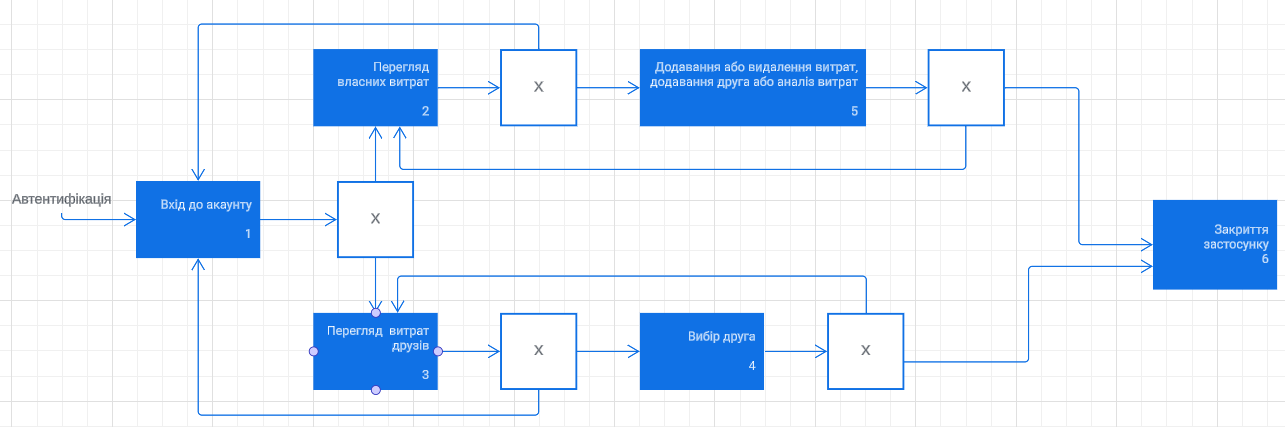 Перегляд
власних витрат
2
X
Додавання або видалення витрат,
додавання друга або аналіз витрат
5
X
Автентифікація
Вхід до акаунту
1
X
Закриття
застосунку
6
Перегляд витрат
друзів
3
X
Вибір друга
4
X